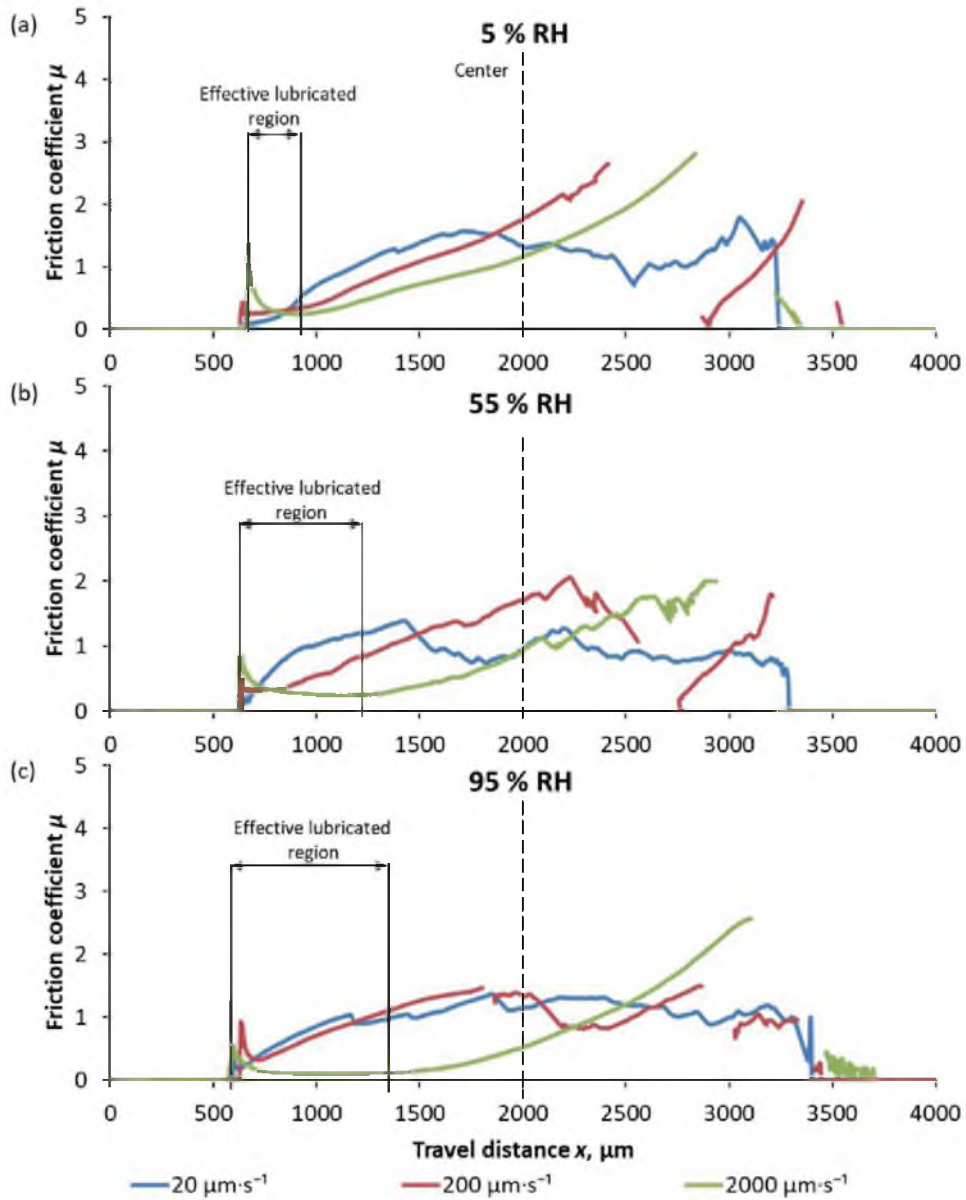 (a)
5 % RH
Center
Effective lubricated
region
Friction coefficient μ
5
4
3
2
1
0
0 500 1000 1500 2000 2500 3000 3500 4000
(b)
55 % RH
Effective lubricated
region
Friction coefficient μ
5
4
3
2
1
0
0 500 1000 1500 2000 2500 3000 3500 4000
(c)
95 % RH
Effective lubricated
region
Friction coefficient μ
5
4
3
2
1
0
0 500 1000 1500 2000 2500 3000 3500 4000
Travel distance x, μm
20 μm·s⁻¹ 200 μm·s⁻¹ 2000 μm·s⁻¹